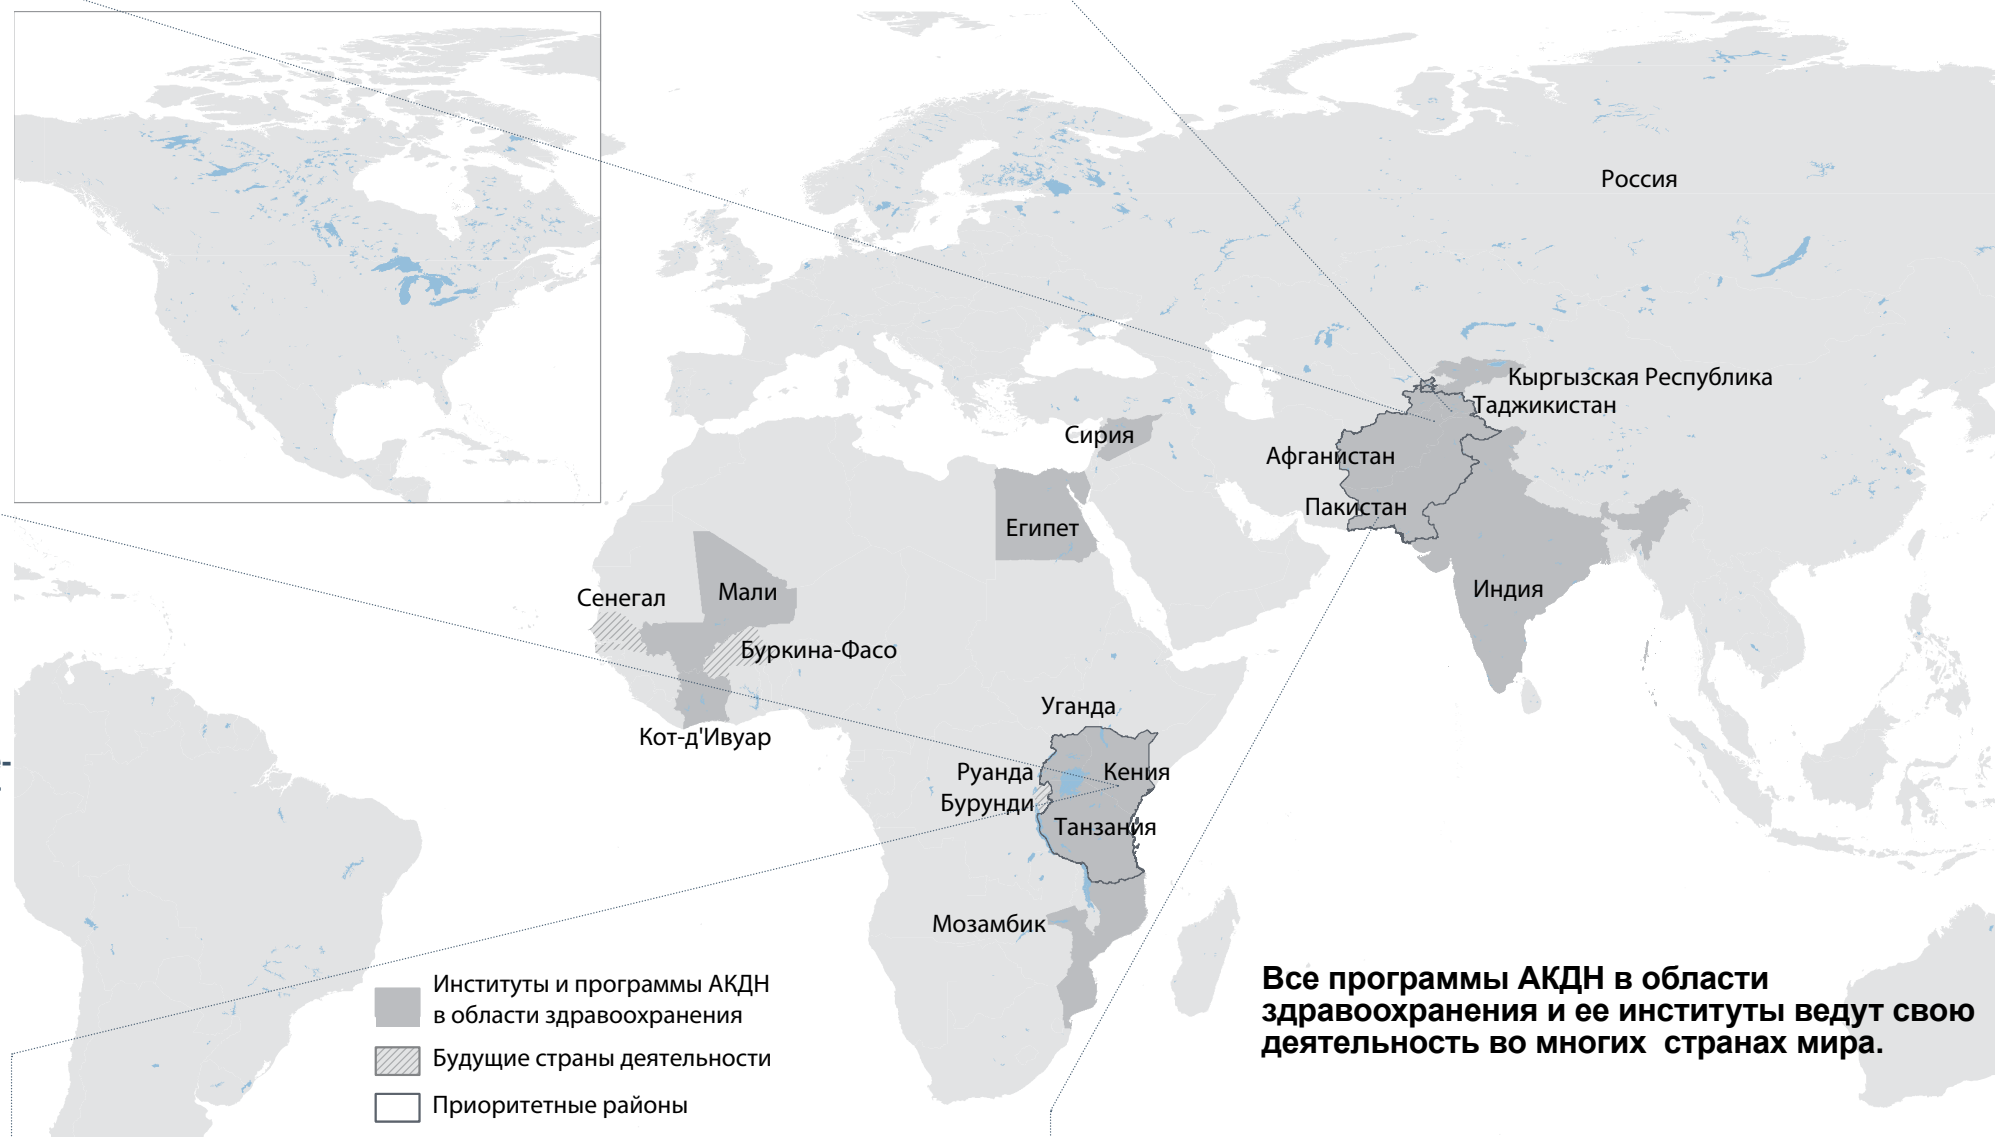 Россия
Кыргызская Республика
Таджикистан
Сирия
Афганистан
Пакистан
Египет
Индия
Сенегал
Мали
Буркина-Фасо
Уганда
Кот-д'Ивуар
Руанда
Кения
Бурунди
Танзания
Мозамбик
Институты и программы АКДН
в области здравоохранения
Будущие страны деятельности
Приоритетные районы
Все программы АКДН в области
здравоохранения и ее институты ведут свою
деятельность во многих странах мира.